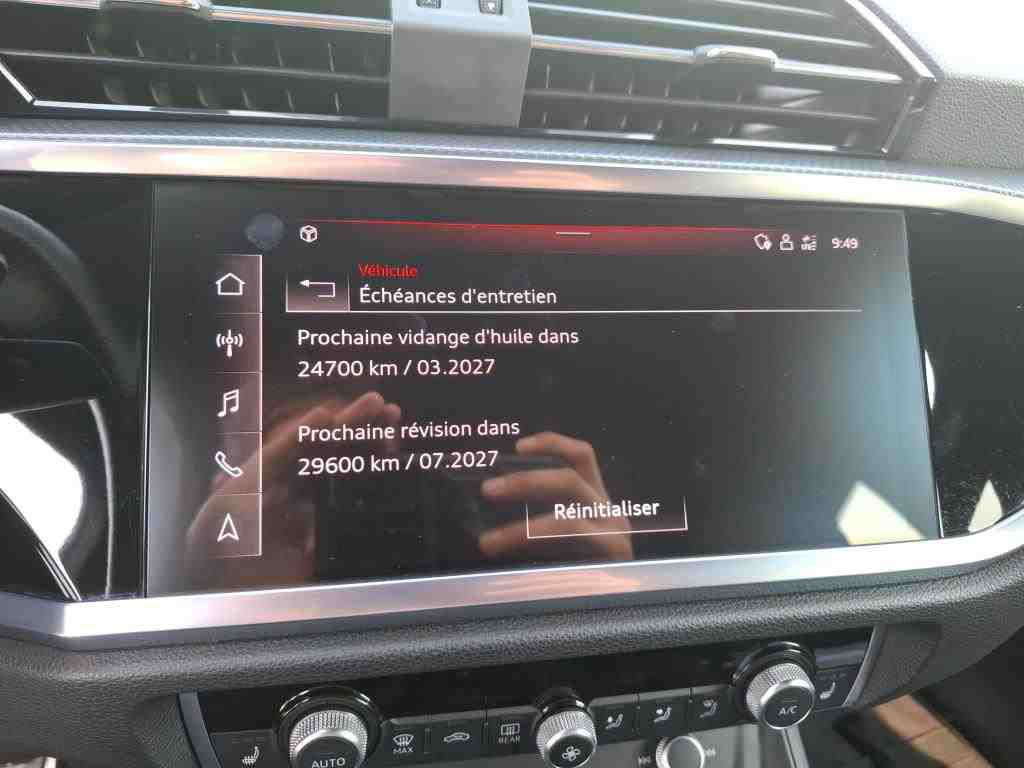 9:49
Véhicule
Échéances d'entretien
Prochaine vidange d'huile dans
24700 km / 03.2027
Prochaine révision dans
29600 km / 07.2027
Réinitialiser
AUTO
MAX
REAR
A/C